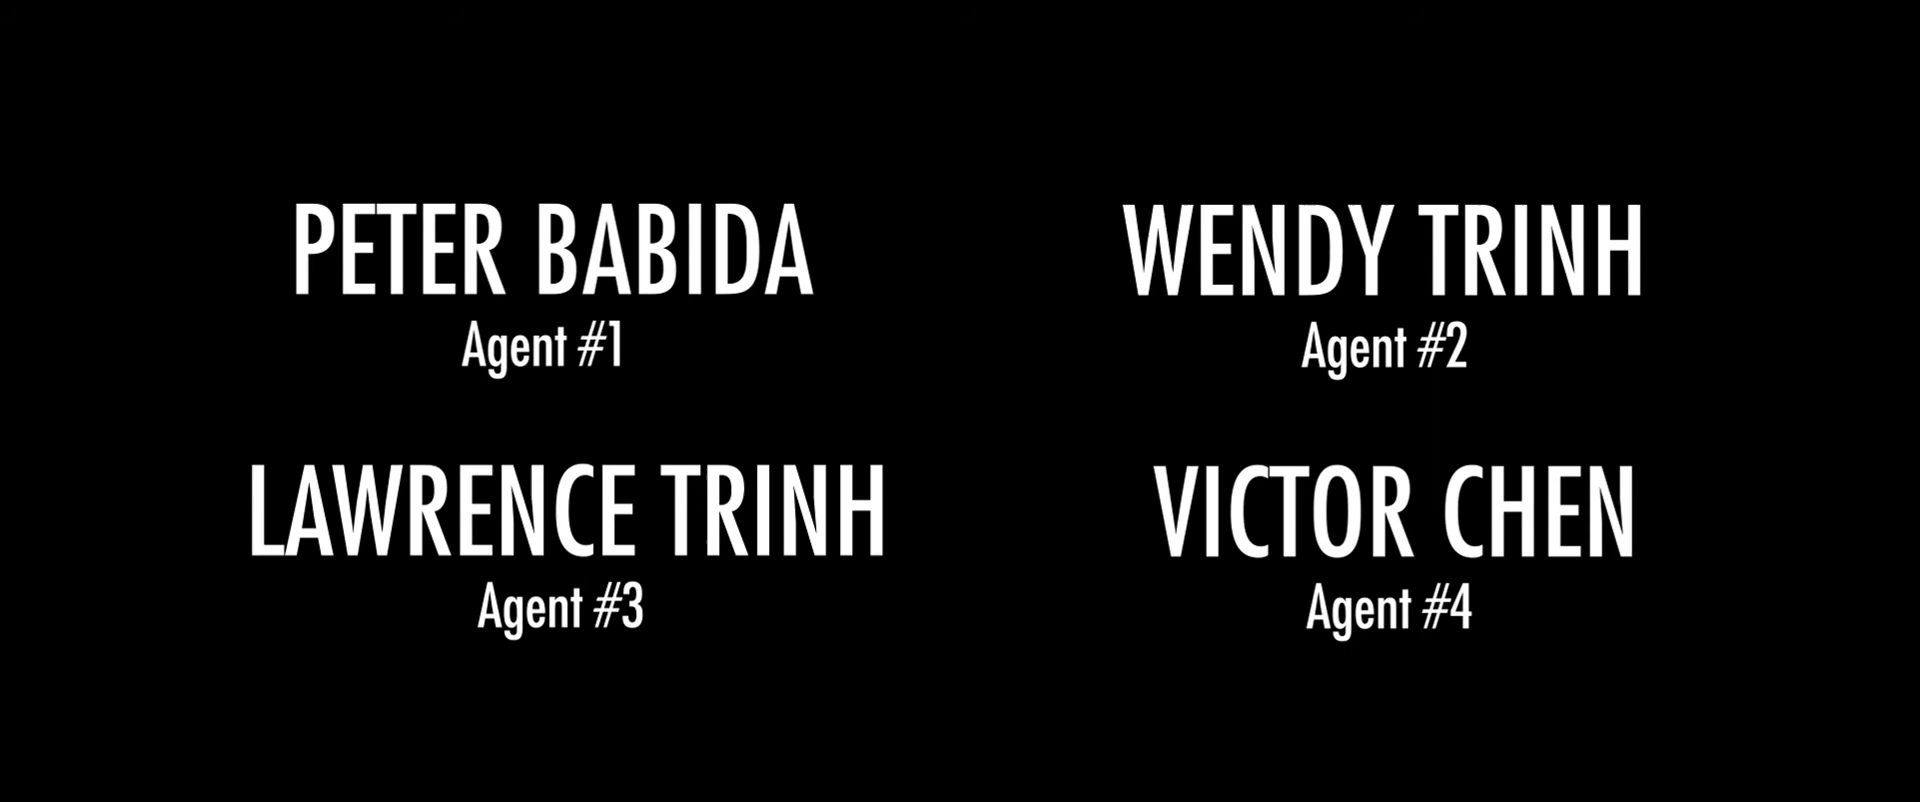 PETER BABIDA
Agent #1
WENDY TRINH
Agent #2
LAWRENCE TRINH
Agent #3
VICTOR CHEN
Agent #4